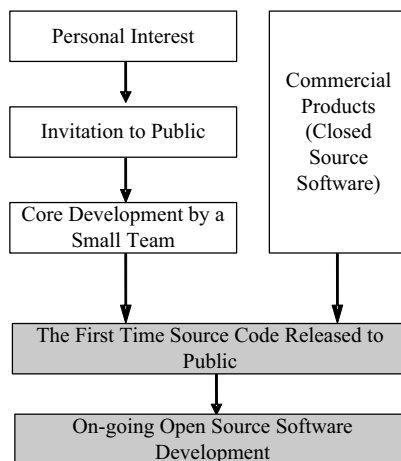 Personal Interest
Invitation to Public
Core Development by a
Small Team
Commercial
Products
(Closed
Source
Software)
The First Time Source Code Released to
Public
On-going Open Source Software
Development